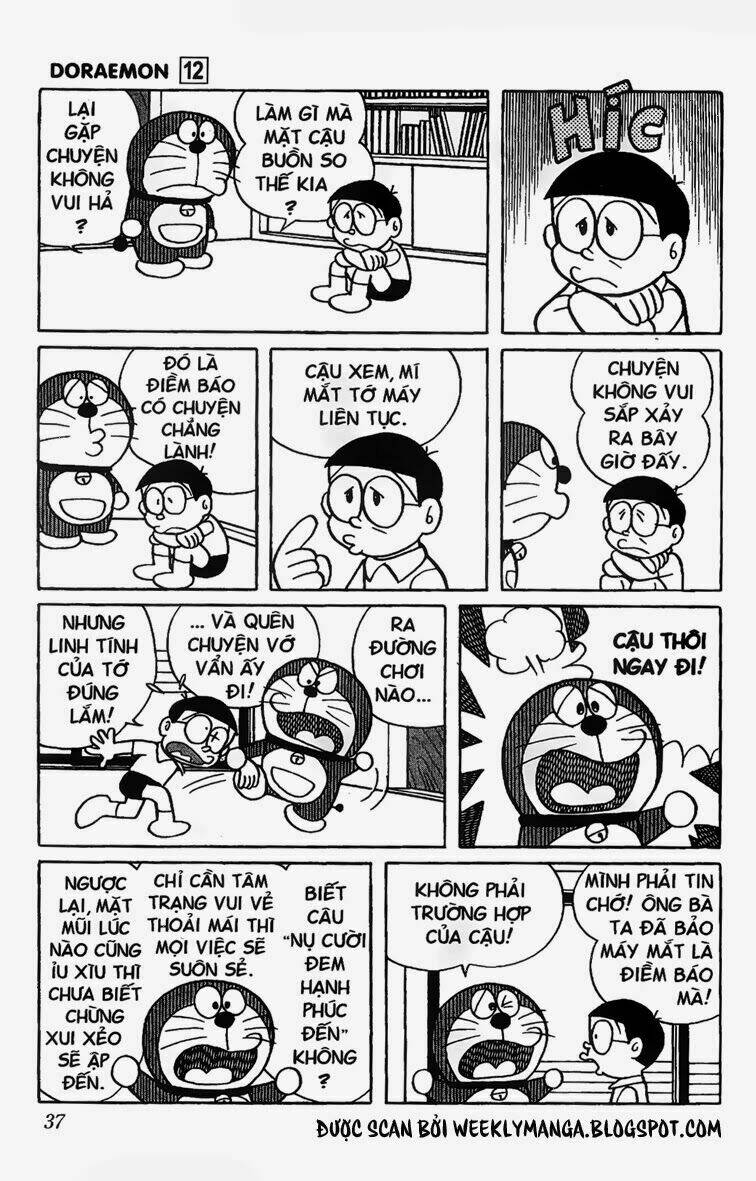 DORAEMON 12
HÍC
LÀM GÌ MÀ
MẶT CẬU
BUỒN SO
THẾ KIA
?
LẠI
GẶP
CHUYỆN
KHÔNG
VUI HẢ
?
CHUYỆN
KHÔNG VUI
SẮP XẢY
RA BÂY
GIỜ ĐẤY.
CẬU XEM, MÍ
MẮT TỚ MÁY
LIÊN TỤC.
ĐÓ LÀ
ĐIỀM BÁO
CÓ CHUYỆN
CHẲNG
LÀNH!
CẬU THÔI
NGAY ĐI!
RA
ĐƯỜNG
CHƠI
NÀO...
... VÀ QUÊN
CHUYỆN VỚ
VẨN ẤY
ĐI!
NHƯNG
LINH TÍNH
CỦA TỚ
ĐÚNG
LẮM!
MÌNH PHẢI TIN
CHỚ! ÔNG BÀ
TA ĐÃ BẢO
MÁY MẮT LÀ
ĐIỀM BÁO
MÀ!
KHÔNG PHẢI
TRƯỜNG HỢP
CỦA CẬU!
BIẾT
CÂU
"NỤ CƯỜI
ĐEM
HẠNH
PHÚC
ĐẾN"
KHÔNG
?
CHỈ CẦN TÂM
TRẠNG VUI VẺ
THOẢI MÁI THÌ
MỌI VIỆC SẼ
SUÔN SẺ.
NGƯỢC
LẠI, MẶT
MŨI LÚC
NÀO CŨNG
ỈU XÌU THÌ
CHƯA BIẾT
CHỪNG
XUI XẺO
SẼ ẬP
ĐẾN.
37
ĐƯỢC SCAN BỞI WEEKLYMANGA.BLOGSPOT.COM